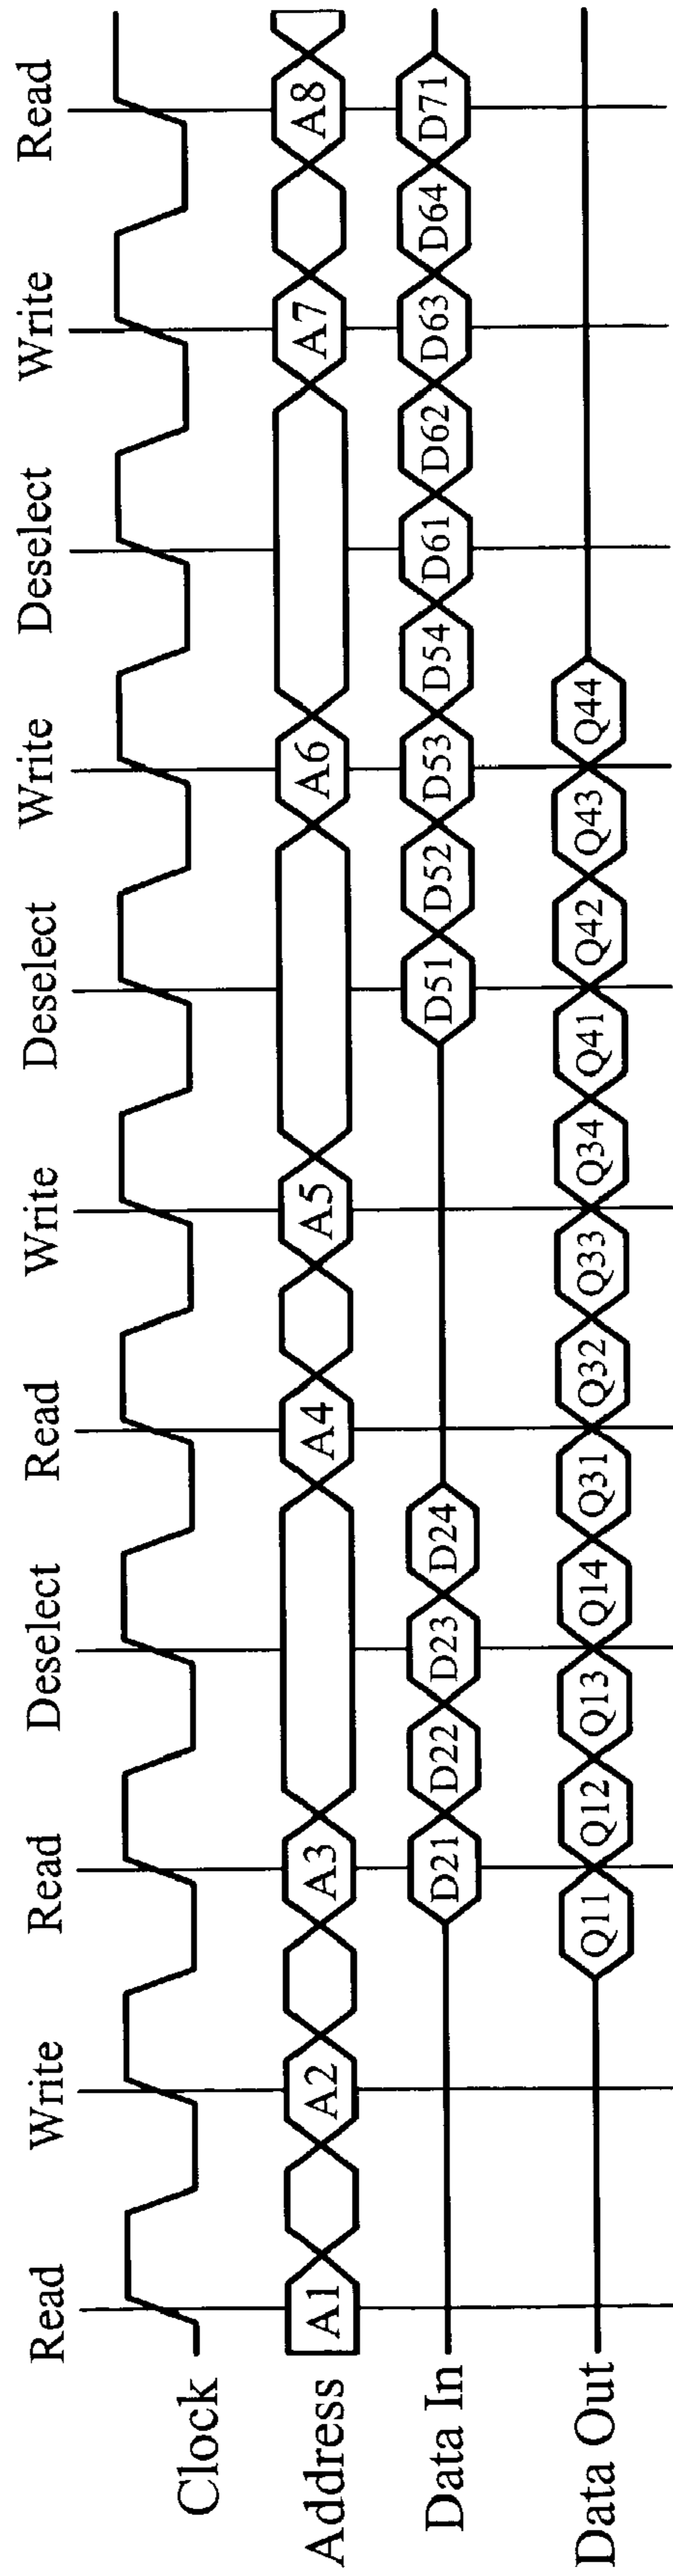 Read Write Read Deselect Read Write Deselect Write Deselect Write Read
Clock
Address A1 A2 A3 A4 A5 A6 A7 A8
Data In D21 D22 D23 D24 D51 D52 D53 D54 D61 D62 D63 D64 D71
Data Out Q11 Q12 Q13 Q14 Q31 Q32 Q33 Q34 Q41 Q42 Q43 Q44